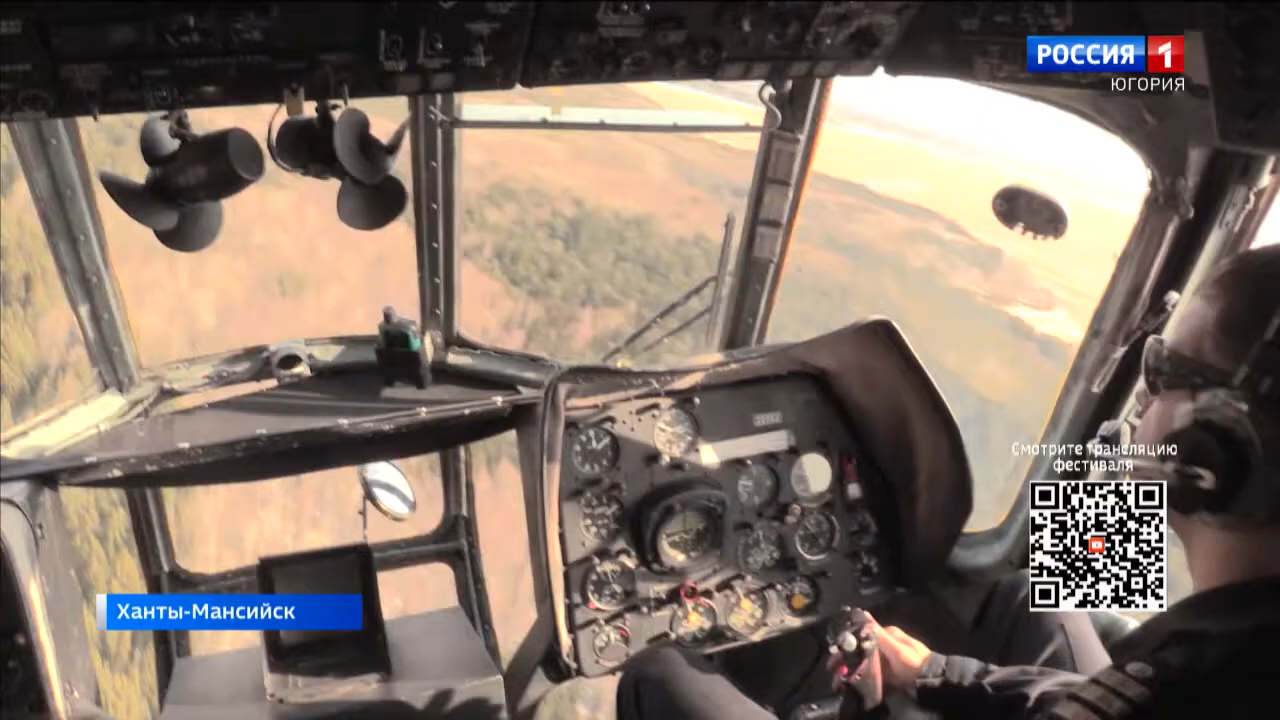 РОССИЯ 1
ЮГОРИЯ
Смотрите трансляцию
фестиваля
Ханты-Мансийск